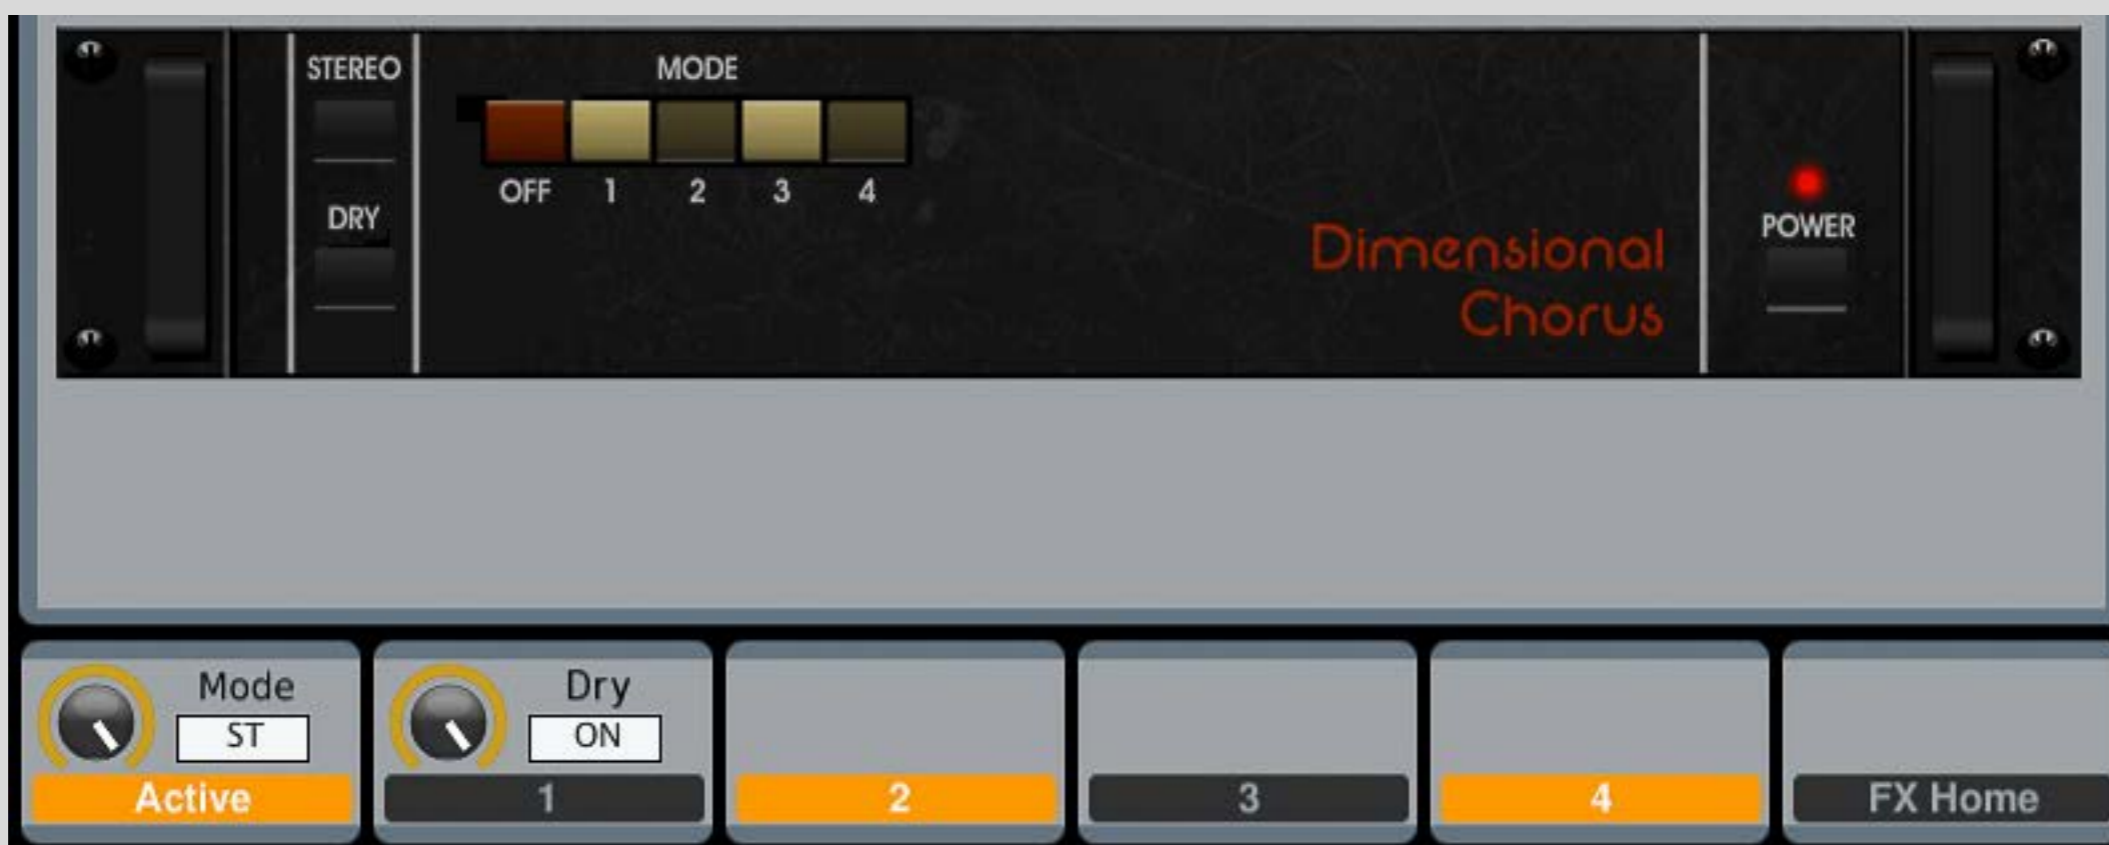 STEREO
MODE
OFF 1 2 3 4
DRY
POWER
Dimensional
Chorus
Mode
ST
Active
Dry
ON
1
2
3
4
FX Home